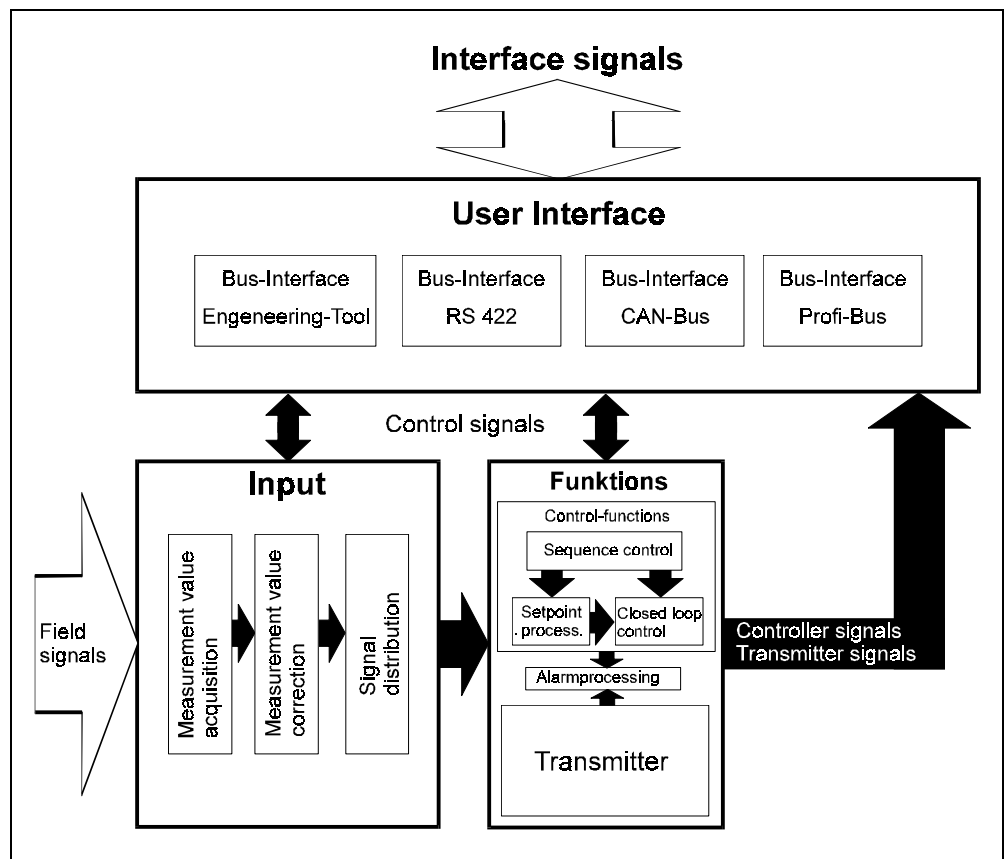 Interface signals
User Interface
Bus-Interface
Engeneering-Tool
Bus-Interface
RS 422
Bus-Interface
CAN-Bus
Bus-Interface
Profi-Bus
Control signals
Input
Field
signals
Measurement value
acquisition
Measurement value
correction
Signal
distribution
Funktions
Control-functions
Sequence control
Setpoint
. process.
Closed loop
control
Alarmprocessing
Transmitter
Controller signals
Transmitter signals